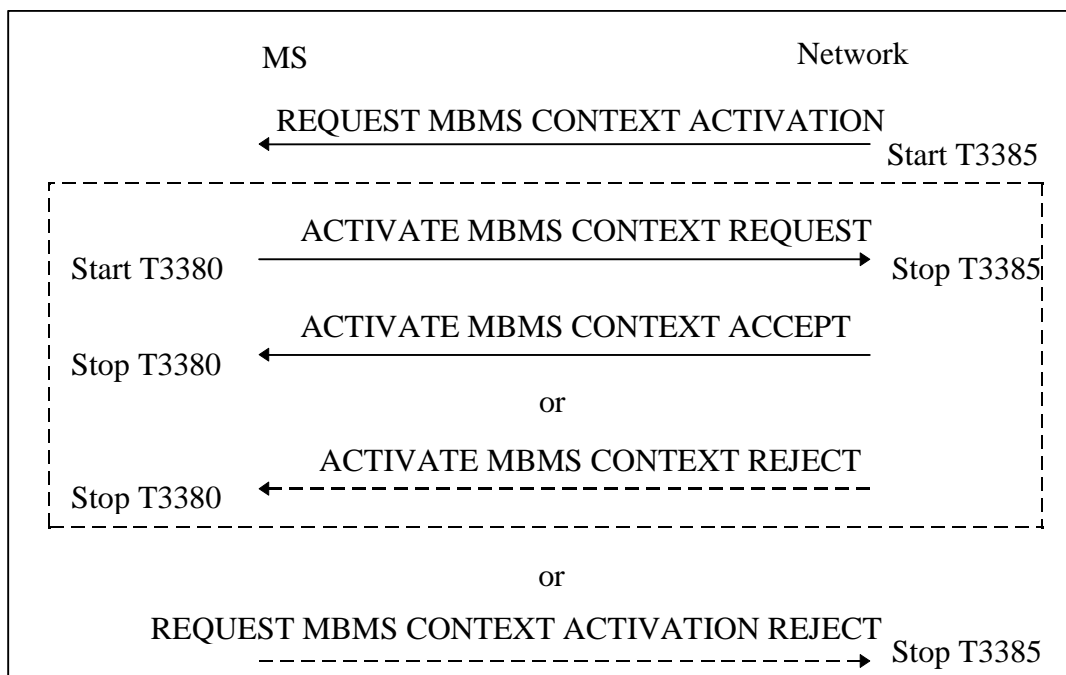 MS
Network
REQUEST MBMS CONTEXT ACTIVATION
Start T3385
ACTIVATE MBMS CONTEXT REQUEST
Start T3380
Stop T3385
ACTIVATE MBMS CONTEXT ACCEPT
Stop T3380
or
ACTIVATE MBMS CONTEXT REJECT
Stop T3380
or
REQUEST MBMS CONTEXT ACTIVATION REJECT
Stop T3385